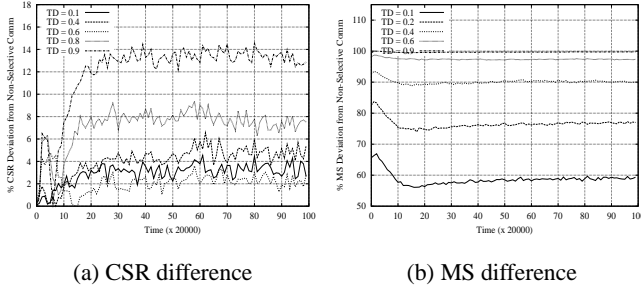 % CSR Deviation from Non-Selective Comm
18
16
14
12
10
8
6
4
2
0
TD = 0.1
TD = 0.4
TD = 0.6
TD = 0.8
TD = 0.9
0 10 20 30 40 50 60 70 80 90 100
Time (x 20000)
(a) CSR difference
% MS Deviation from Non-Selective Comm
110
100
90
80
70
60
50
TD = 0.1
TD = 0.2
TD = 0.4
TD = 0.6
TD = 0.9
0 10 20 30 40 50 60 70 80 90 100
Time (x 20000)
(b) MS difference